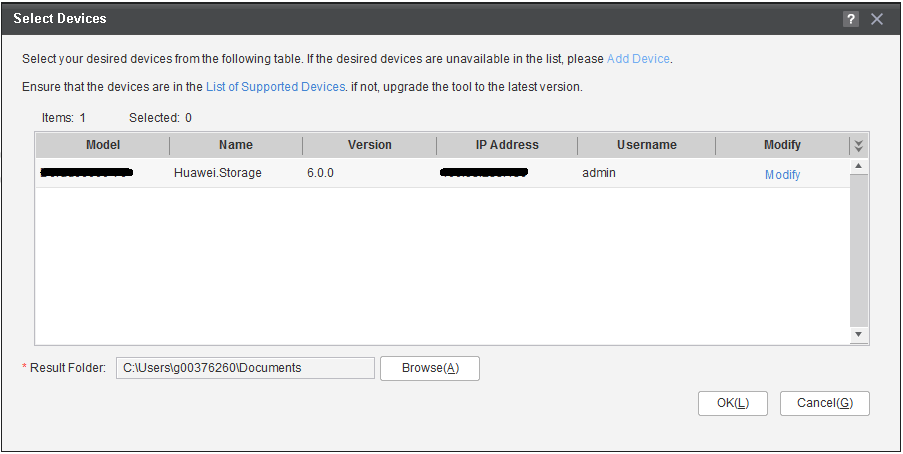 Select Devices
?
Select your desired devices from the following table. If the desired devices are unavailable in the list, please Add Device.
Ensure that the devices are in the List of Supported Devices. if not, upgrade the tool to the latest version.
Items: 1 Selected: 0
Model Name Version IP Address Username Modify
Huawei.Storage 6.0.0 admin Modify
* Result Folder: C:\Users\g00376260\Documents Browse(A)
OK(L) Cancel(G)